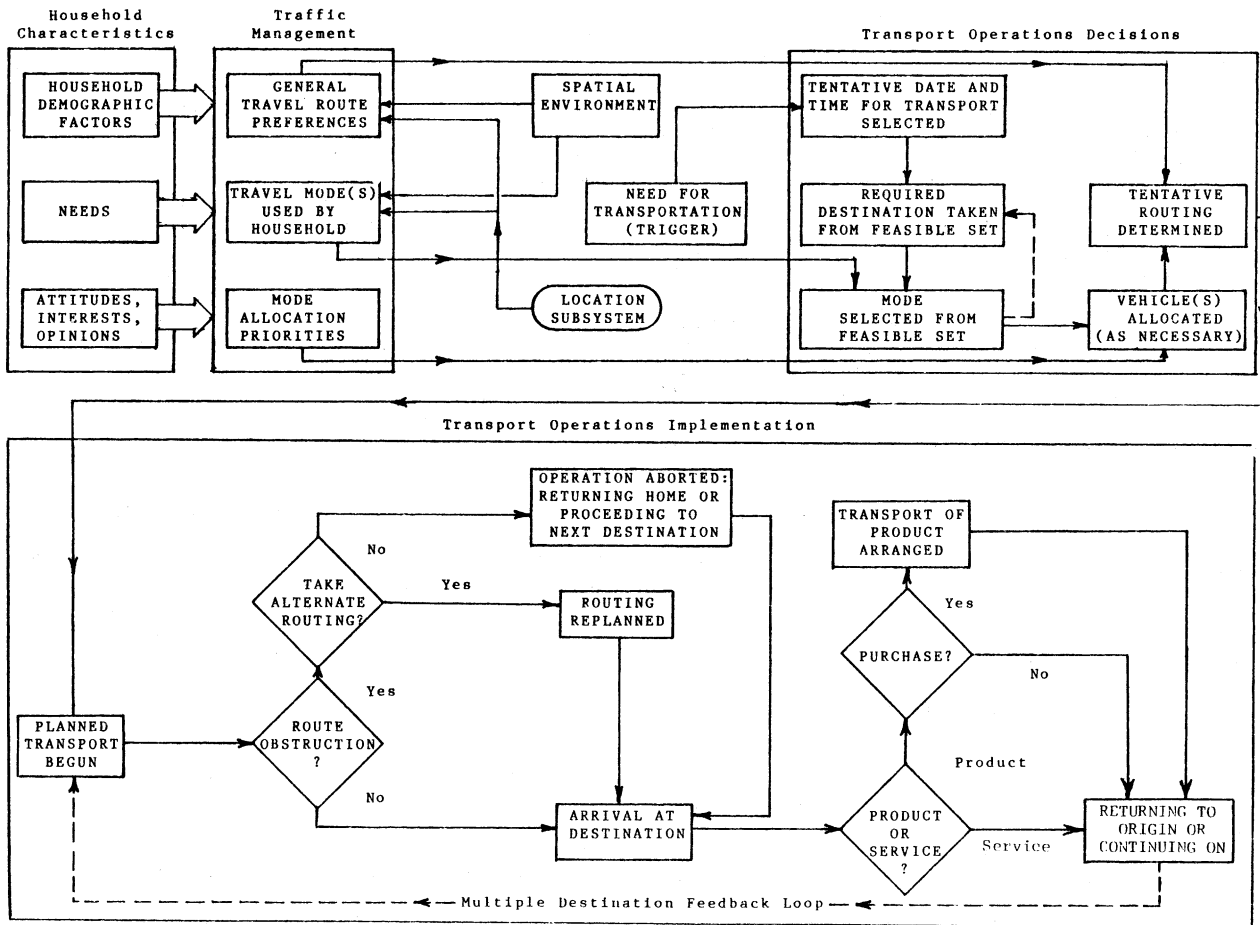 Household
Characteristics
Traffic
Management
Transport Operations Decisions
HOUSEHOLD
DEMOGRAPHIC
FACTORS
NEEDS
ATTITUDES,
INTERESTS,
OPINIONS
GENERAL
TRAVEL ROUTE
PREFERENCES
TRAVEL MODE(S)
USED BY
HOUSEHOLD
MODE
ALLOCATION
PRIORITIES
SPATIAL
ENVIRONMENT
NEED FOR
TRANSPORTATION
(TRIGGER)
LOCATION
SUBSYSTEM
TENTATIVE DATE AND
TIME FOR TRANSPORT
SELECTED
REQUIRED
DESTINATION TAKEN
FROM FEASIBLE SET
MODE
SELECTED FROM
FEASIBLE SET
TENTATIVE
ROUTING
DETERMINED
VEHICLE(S)
ALLOCATED
(AS NECESSARY)
Transport Operations Implementation
OPERATION ABORTED:
RETURNING HOME OR
PROCEEDING TO
NEXT DESTINATION
No
TAKE
ALTERNATE
ROUTING?
Yes
ROUTING
REPLANNED
Yes
PLANNED
TRANSPORT
BEGUN
ROUTE
OBSTRUCTION
?
No
ARRIVAL AT
DESTINATION
TRANSPORT OF
PRODUCT
ARRANGED
Yes
PURCHASE?
No
Product
PRODUCT
OR
SERVICE
?
Service
RETURNING TO
ORIGIN OR
CONTINUING ON
Multiple Destination Feedback Loop